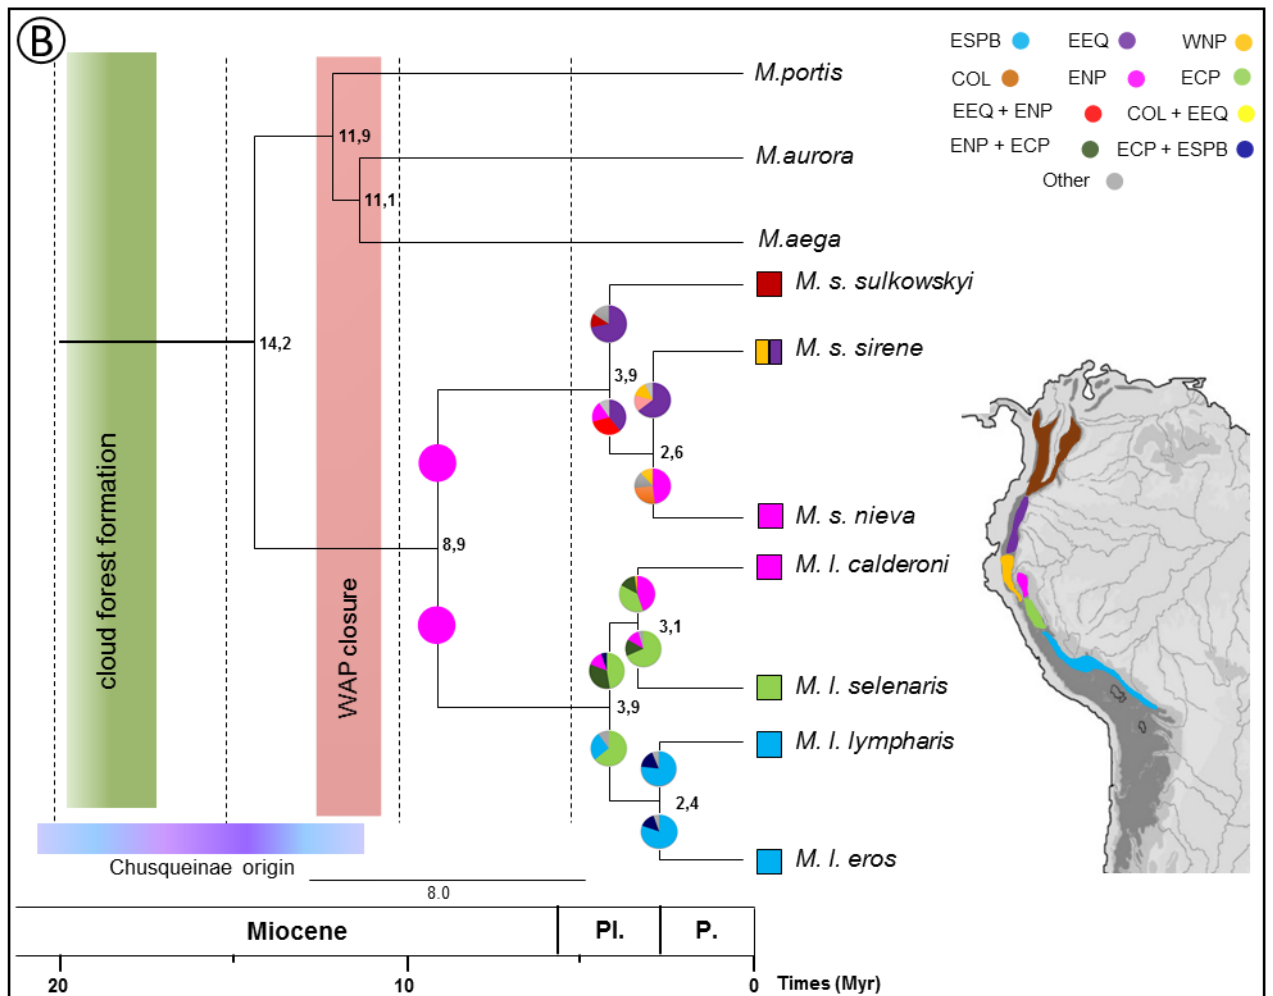 B
ESPB EEQ WNP
COL ENP ECP
EEQ + ENP COL + EEQ
ENP + ECP ECP + ESPB
Other
M.portis
11,9
M.aurora
11,1
M.aega
M. s. sulkowskyi
14,2
M. s. sirene
3,9
2,6
M. s. nieva
8,9
M. l. calderoni
3,1
M. l. selenaris
3,9
M. l. lympharis
2,4
M. l. eros
cloud forest formation
WAP closure
Chusqueinae origin
8.0
Miocene Pl. P.
20 10 0 Times (Myr)